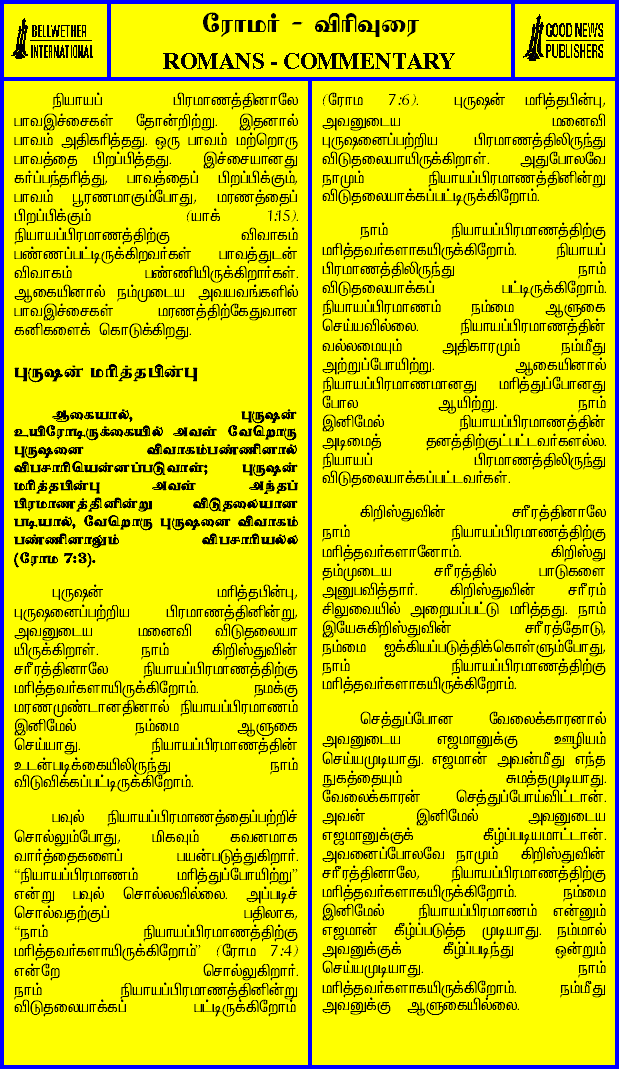 BELLWETHER
INTERNATIONAL
ரோமர் - விரிவுரை
ROMANS - COMMENTARY
GOOD NEWS
PUBLISHERS
நியாயப் பிரமாணத்தினாலே
பாவஇச்சைகள் தோன்றிற்று. இதனால்
பாவம் அதிகரித்தது. ஒரு பாவம் மற்றொரு
பாவத்தை பிறப்பித்தது. இச்சையானது
கர்ப்பந்தரித்து, பாவத்தைப் பிறப்பிக்கும்,
பாவம் பூரணமாகும்போது, மரணத்தைப்
பிறப்பிக்கும் (யாக் 1:15).
நியாயப்பிரமாணத்திற்கு விவாகம்
பண்ணப்பட்டிருக்கிறவர்கள் பாவத்துடன்
விவாகம் பண்ணியிருக்கிறார்கள்.
ஆகையினால் நம்முடைய அவயவங்களில்
பாவஇச்சைகள் மரணத்திற்கேதுவான
கனிகளைக் கொடுக்கிறது.
புருஷன் மரித்தபின்பு
ஆகையால், புருஷன்
உயிரோடிருக்கையில் அவள் வேறொரு
புருஷனை விவாகம்பண்ணினால்
விபசாரியென்னப்படுவாள்; புருஷன்
மரித்தபின்பு அவள் அந்தப்
பிரமாணத்தினின்று விடுதலையான
படியால், வேறொரு புருஷனை விவாகம்
பண்ணினாலும் விபசாரியல்ல
(ரோம 7:3).
புருஷன் மரித்தபின்பு,
புருஷனைப்பற்றிய பிரமாணத்தினின்று,
அவனுடைய மனைவி விடுதலையா
யிருக்கிறாள். நாம் கிறிஸ்துவின்
சரீரத்தினாலே நியாயப்பிரமாணத்திற்கு
மரித்தவர்களாயிருக்கிறோம். நமக்கு
மரணமுண்டானதினால் நியாயப்பிரமாணம்
இனிமேல் நம்மை ஆளுகை
செய்யாது. நியாயப்பிரமாணத்தின்
உடன்படிக்கையிலிருந்து நாம்
விடுவிக்கப்பட்டிருக்கிறோம்.
பவுல் நியாயப்பிரமாணத்தைப்பற்றிச்
சொல்லும்போது, மிகவும் கவனமாக
வார்த்தைகளைப் பயன்படுத்துகிறார்.
“நியாயப்பிரமாணம் மரித்துப்போயிற்று”
என்று பவுல் சொல்லவில்லை. அப்படிச்
சொல்வதற்குப் பதிலாக,
“நாம் நியாயப்பிரமாணத்திற்கு
மரித்தவர்களாயிருக்கிறோம்” (ரோம 7:4)
என்றே சொல்லுகிறார்.
நாம் நியாயப்பிரமாணத்தினின்று
விடுதலையாக்கப் பட்டிருக்கிறோம்
(ரோம 7:6). புருஷன் மரித்தபின்பு,
அவனுடைய மனைவி
புருஷனைப்பற்றிய பிரமாணத்திலிருந்து
விடுதலையாயிருக்கிறாள். அதுபோலவே
நாமும் நியாயப்பிரமாணத்தினின்று
விடுதலையாக்கப்பட்டிருக்கிறோம்.
நாம் நியாயப்பிரமாணத்திற்கு
மரித்தவர்களாகயிருக்கிறோம். நியாயப்
பிரமாணத்திலிருந்து நாம்
விடுதலையாக்கப் பட்டிருக்கிறோம்.
நியாயப்பிரமாணம் நம்மை ஆளுகை
செய்யவில்லை. நியாயப்பிரமாணத்தின்
வல்லமையும் அதிகாரமும் நம்மீது
அற்றுப்போயிற்று. ஆகையினால்
நியாயப்பிரமாணமானது மரித்துப்போனது
போல ஆயிற்று. நாம்
இனிமேல் நியாயப்பிரமாணத்தின்
அடிமைத் தனத்திற்குட்பட்டவர்களல்ல.
நியாயப் பிரமாணத்திலிருந்து
விடுதலையாக்கப்பட்டவர்கள்.
கிறிஸ்துவின் சரீரத்தினாலே
நாம் நியாயப்பிரமாணத்திற்கு
மரித்தவர்களானோம். கிறிஸ்து
தம்முடைய சரீரத்தில் பாடுகளை
அனுபவித்தார். கிறிஸ்துவின் சரீரம்
சிலுவையில் அறையப்பட்டு மரித்தது. நாம்
இயேசுகிறிஸ்துவின் சரீரத்தோடு,
நம்மை ஐக்கியப்படுத்திக்கொள்ளும்போது,
நாம் நியாயப்பிரமாணத்திற்கு
மரித்தவர்களாகயிருக்கிறோம்.
செத்துப்போன வேலைக்காரனால்
அவனுடைய எஜமானுக்கு ஊழியம்
செய்யமுடியாது. எஜமான் அவன்மீது எந்த
நுகத்தையும் சுமத்தமுடியாது.
வேலைக்காரன் செத்துப்போய்விட்டான்.
அவன் இனிமேல் அவனுடைய
எஜமானுக்குக் கீழ்ப்படியமாட்டான்.
அவனைப்போலவே நாமும் கிறிஸ்துவின்
சரீரத்தினாலே, நியாயப்பிரமாணத்திற்கு
மரித்தவர்களாகயிருக்கிறோம். நம்மை
இனிமேல் நியாயப்பிரமாணம் என்னும்
எஜமான் கீழ்ப்படுத்த முடியாது. நம்மால்
அவனுக்குக் கீழ்ப்படிந்து ஒன்றும்
செய்யமுடியாது. நாம்
மரித்தவர்களாகயிருக்கிறோம். நம்மீது
அவனுக்கு ஆளுகையில்லை.